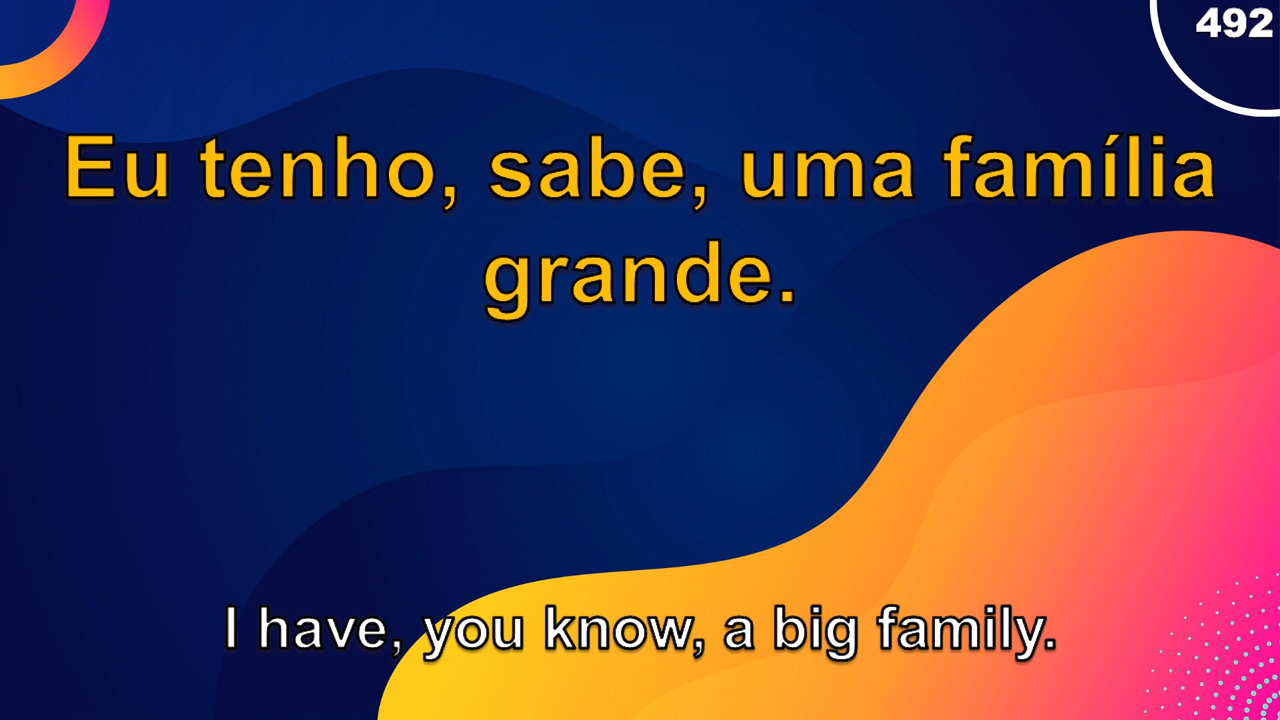 492
Eu tenho, sabe, uma família
grande.
I have, you know, a big family.